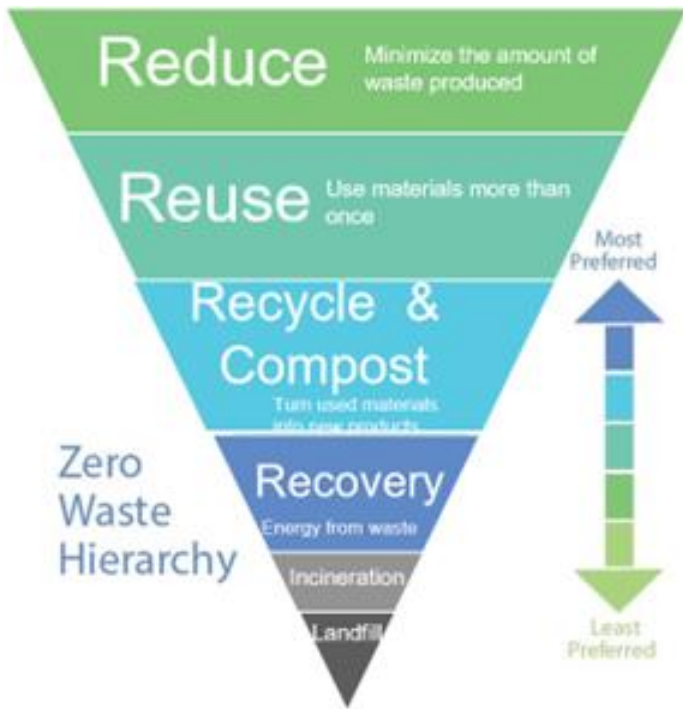 Reduce
Minimize the amount of
waste produced
Reuse
Use materials more than
once
Recycle &
Compost
Turn used materials
into new products
Recovery
Energy from waste
Incineration
Landfill
Zero
Waste
Hierarchy
Most
Preferred
Least
Preferred